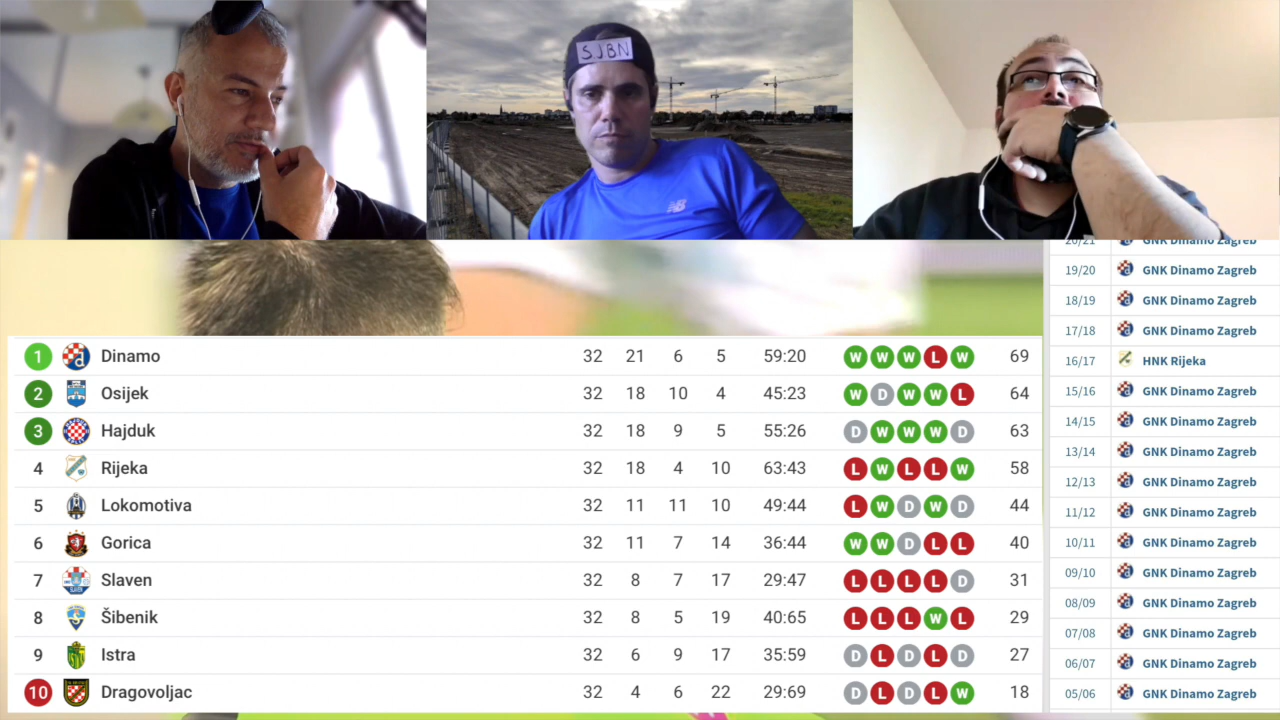 SJBN
1 Dinamo 32 21 6 5 59:20 W W W L W 69
2 Osijek 32 18 10 4 45:23 W D W W L 64
3 Hajduk 32 18 9 5 55:26 D W W W D 63
4 Rijeka 32 18 4 10 63:43 L W L L W 58
5 Lokomotiva 32 11 11 10 49:44 L W D W D 44
6 Gorica 32 11 7 14 36:44 W W D L L 40
7 Slaven 32 8 7 17 29:47 L L L L D 31
8 Šibenik 32 8 5 19 40:65 L L L W L 29
9 Istra 32 6 9 17 35:59 D L D L D 27
10 Dragovoljac 32 4 6 22 29:69 D L D L W 18
20/21 GNK Dinamo Zagreb
19/20 GNK Dinamo Zagreb
18/19 GNK Dinamo Zagreb
17/18 GNK Dinamo Zagreb
16/17 HNK Rijeka
15/16 GNK Dinamo Zagreb
14/15 GNK Dinamo Zagreb
13/14 GNK Dinamo Zagreb
12/13 GNK Dinamo Zagreb
11/12 GNK Dinamo Zagreb
10/11 GNK Dinamo Zagreb
09/10 GNK Dinamo Zagreb
08/09 GNK Dinamo Zagreb
07/08 GNK Dinamo Zagreb
06/07 GNK Dinamo Zagreb
05/06 GNK Dinamo Zagreb